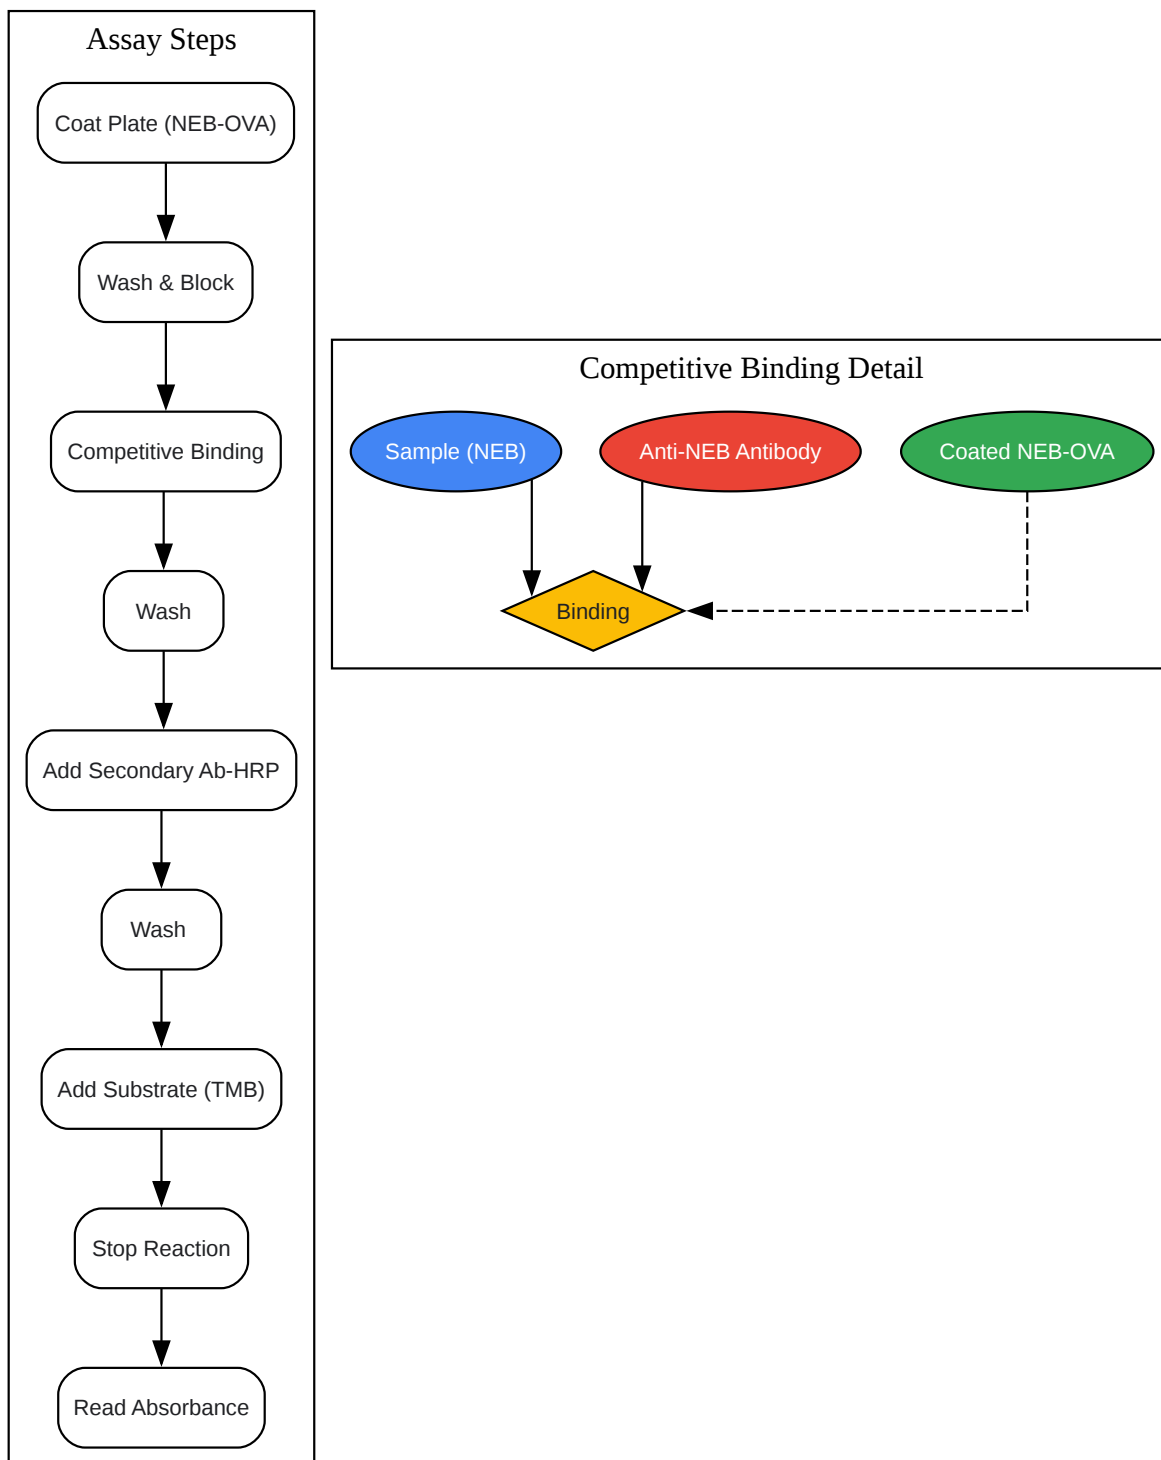 Assay Steps
Coat Plate (NEB-OVA)
Wash & Block
Competitive Binding
Wash
Add Secondary Ab-HRP
Wash
Add Substrate (TMB)
Stop Reaction
Read Absorbance
Competitive Binding Detail
Sample (NEB)
Anti-NEB Antibody
Coated NEB-OVA
Binding